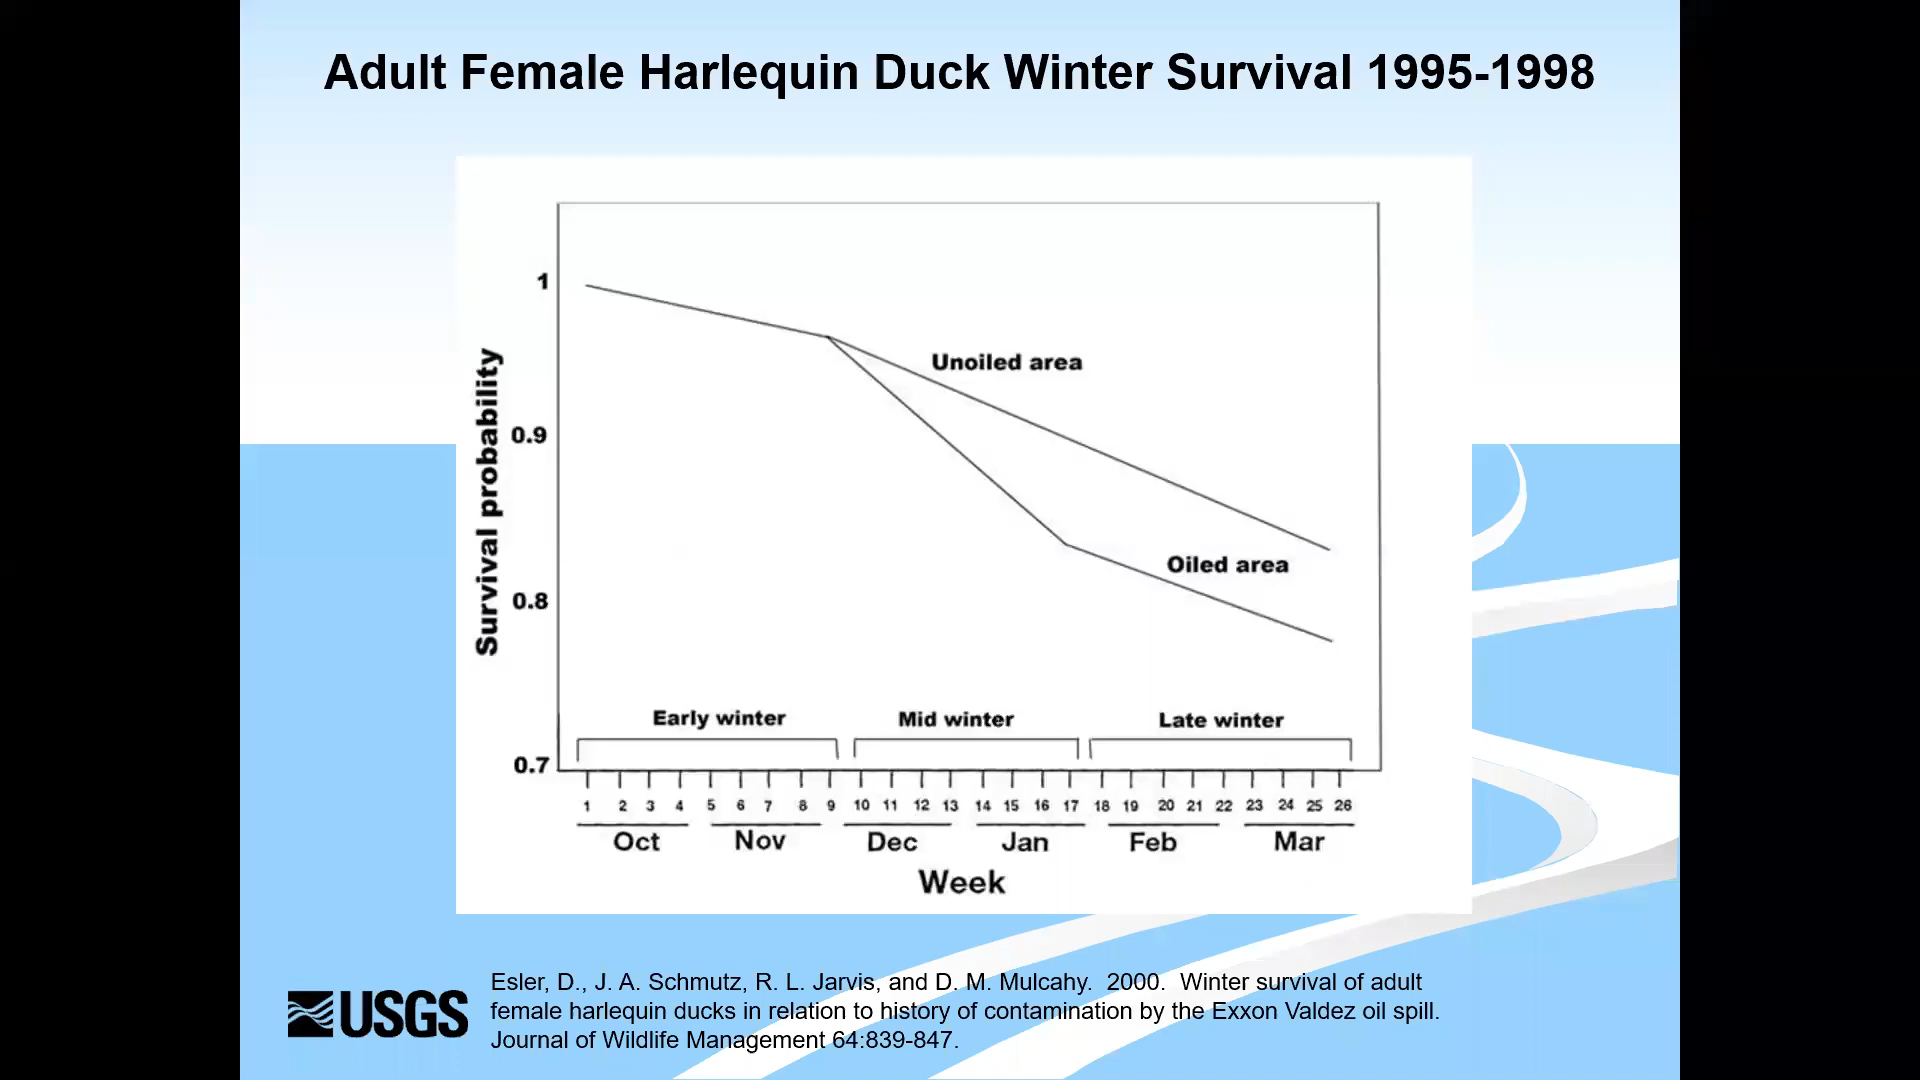 Adult Female Harlequin Duck Winter Survival 1995-1998
1
Unoiled area
Survival probability
0.9
Oiled area
0.8
Early winter Mid winter Late winter
0.7
1 2 3 4 5 6 7 8 9 10 11 12 13 14 15 16 17 18 19 20 21 22 23 24 25 26
Oct Nov Dec Jan Feb Mar
Week
USGS
Esler, D., J. A. Schmutz, R. L. Jarvis, and D. M. Mulcahy. 2000. Winter survival of adult
female harlequin ducks in relation to history of contamination by the Exxon Valdez oil spill.
Journal of Wildlife Management 64:839-847.